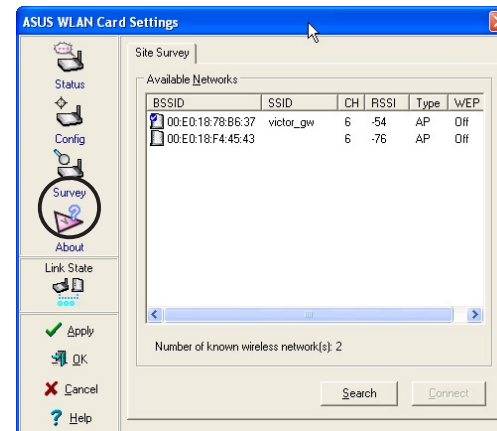 ASUS WLAN Card Settings
Status
Config
Survey
About
Link State
Apply
OK
Cancel
Help
Site Survey
Available Networks
BSSID SSID CH RSSI Type WEP
00:E0:18:78:B6:37 victor_gw 6 -54 AP Off
00:E0:18:F4:45:43 6 -76 AP Off
Number of known wireless network(s): 2
Search Connect